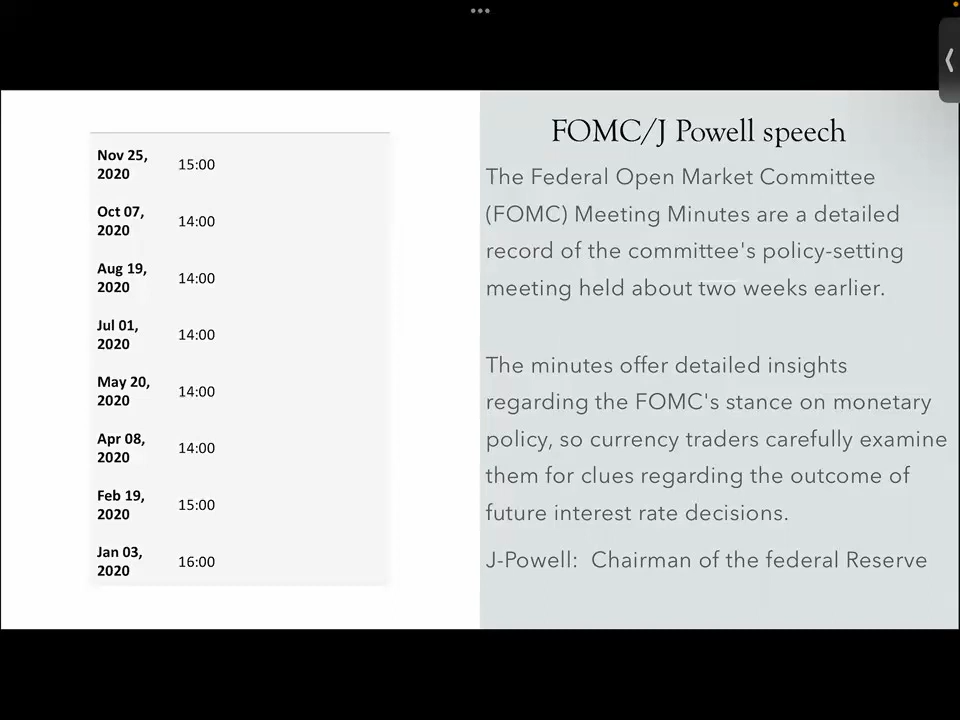 Nov 25,
2020
15:00
Oct 07,
2020
14:00
Aug 19,
2020
14:00
Jul 01,
2020
14:00
May 20,
2020
14:00
Apr 08,
2020
14:00
Feb 19,
2020
15:00
Jan 03,
2020
16:00
FOMC/J Powell speech
The Federal Open Market Committee
(FOMC) Meeting Minutes are a detailed
record of the committee's policy-setting
meeting held about two weeks earlier.
The minutes offer detailed insights
regarding the FOMC's stance on monetary
policy, so currency traders carefully examine
them for clues regarding the outcome of
future interest rate decisions.
J-Powell: Chairman of the federal Reserve